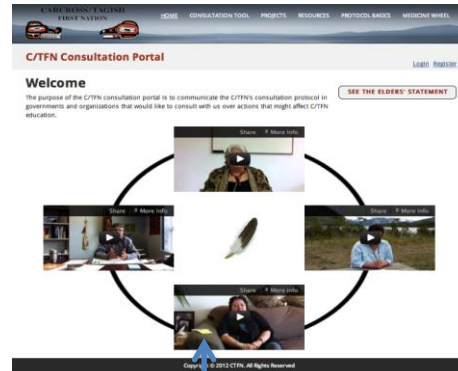 CARCROSS/TAGISH
FIRST NATION
HOME CONSULTATION TOOL PROJECTS RESOURCES PROTOCOL BASICS MEDICINE WHEEL
C/TFN Consultation Portal
Login Register
Welcome
SEE THE ELDERS' STATEMENT
The purpose of the C/TFN consultation portal is to communicate the C/TFN's consultation protocol in
governments and organizations that would like to consult with us over actions that might affect C/TFN
education.
Share More Info
Share More Info
Share More Info
Share More Info
Copyright © 2012 CTFN. All Rights Reserved